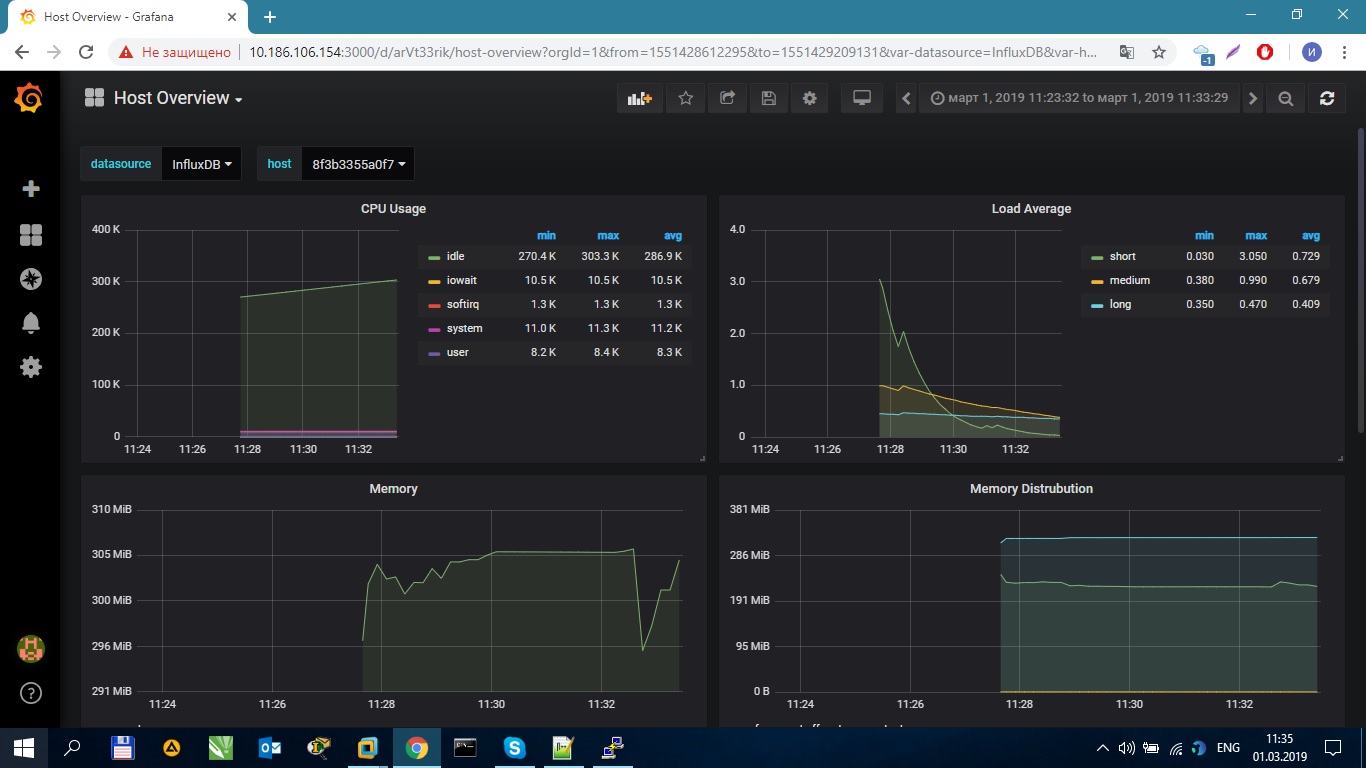 Host Overview - Grafana
Не защищено 10.186.106.154:3000/d/arVt33rik/host-overview?orgId=1&from=1551428612295&to=1551429209131&var-datasource=InfluxDB&var-h...
-1
И
Host Overview
март 1, 2019 11:23:32 to март 1, 2019 11:33:29
datasource InfluxDB host 8f3b3355a0f7
CPU Usage
400 K
300 K
200 K
100 K
0
11:24 11:26 11:28 11:30 11:32
min max avg
idle 270.4 K 303.3 K 286.9 K
iowait 10.5 K 10.5 K 10.5 K
softirq 1.3 K 1.3 K 1.3 K
system 11.0 K 11.3 K 11.2 K
user 8.2 K 8.4 K 8.3 K
Load Average
4.0
3.0
2.0
1.0
0
11:24 11:26 11:28 11:30 11:32
min max avg
short 0.030 3.050 0.729
medium 0.380 0.990 0.679
long 0.350 0.470 0.409
Memory
310 MiB
305 MiB
300 MiB
296 MiB
291 MiB
11:24 11:26 11:28 11:30 11:32
Memory Distrubution
381 MiB
286 MiB
191 MiB
95 MiB
0 B
11:24 11:26 11:28 11:30 11:32
ENG
11:35
01.03.2019